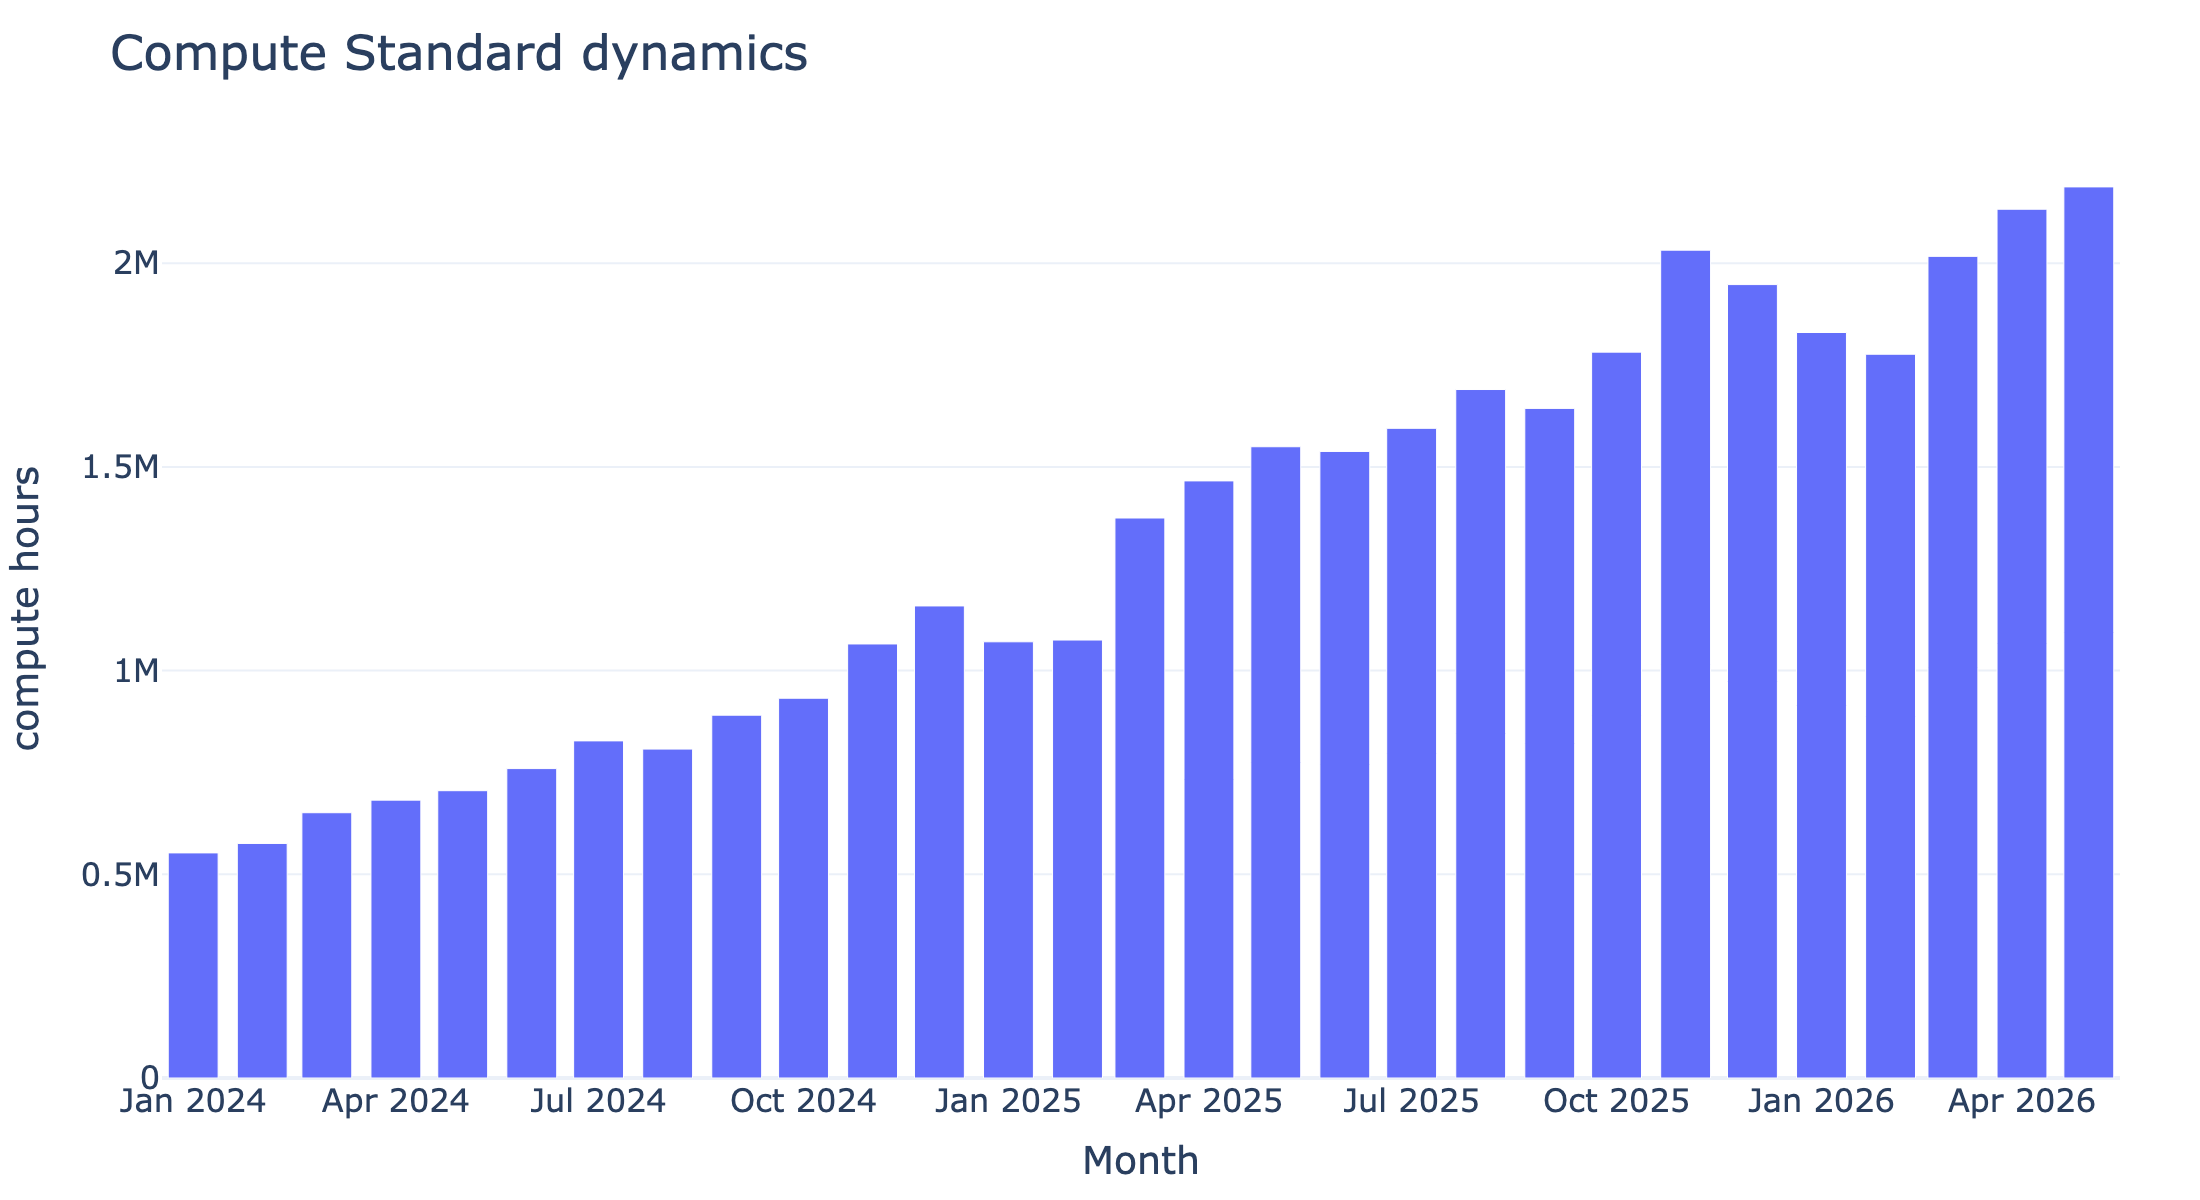 Compute Standard dynamics
2M
1.5M
1M
0.5M
0
compute hours
Jan 2024
Apr 2024
Jul 2024
Oct 2024
Jan 2025
Apr 2025
Jul 2025
Oct 2025
Jan 2026
Apr 2026
Month